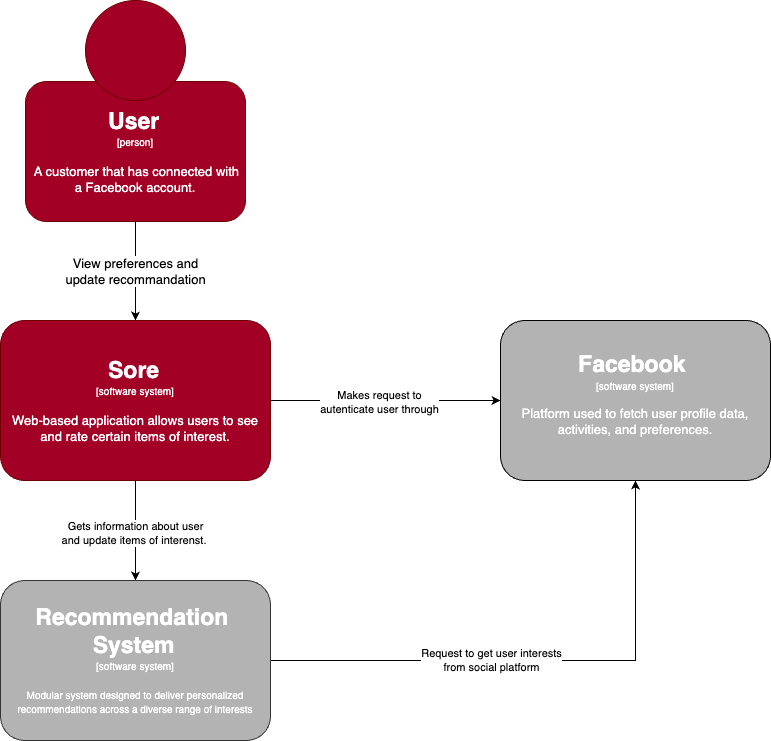 User
[person]
A customer that has connected with
a Facebook account.
View preferences and
update recommandation
Sore
[software system]
Web-based application allows users to see
and rate certain items of interest.
Makes request to
autenticate user through
Facebook
[software system]
Platform used to fetch user profile data,
activities, and preferences.
Gets information about user
and update items of interenst.
Recommendation
System
[software system]
Modular system designed to deliver personalized
recommendations across a diverse range of interests
Request to get user interests
from social platform